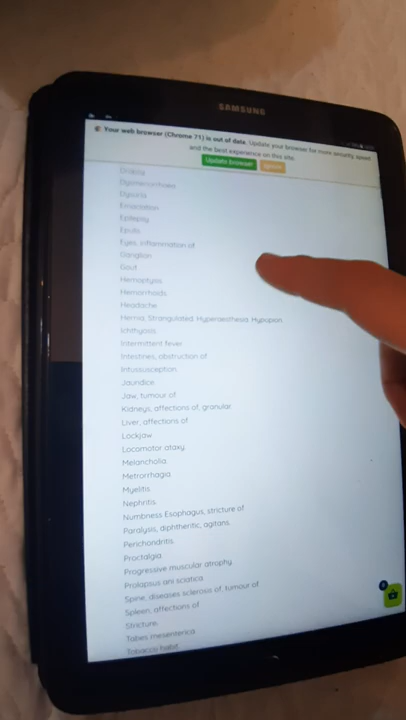 SAMSUNG
Your web browser (Chrome 71) is out of date. Update your browser for more security, speed
and the best experience on this site.
Update browser Ignore
Dropsy
Dysmenorrhoea
Dysuria
Emaciation
Epilepsy
Epulis
Eyes, inflammation of
Ganglion
Gout
Hemoptysis
Hemorrhoids
Headache
Hernia, Strangulated. Hyperaesthesia. Hypopion
Ichthyosis
Intermittent fever
Intestines, obstruction of
Intussusception
Jaundice
Jaw, tumour of
Kidneys, affections of, granular
Liver, affections of
Lockjaw
Locomotor ataxy
Melancholia
Metrorrhagia
Myelitis
Nephritis
Numbness Esophagus, stricture of
Paralysis, diphtheritic, agitans
Perichondritis
Proctalgia
Progressive muscular atrophy
Prolapsus ani sciatica
Spine, diseases sclerosis of, tumour of
Spleen, affections of
Stricture
Tabes mesenterica
Tobacco habit